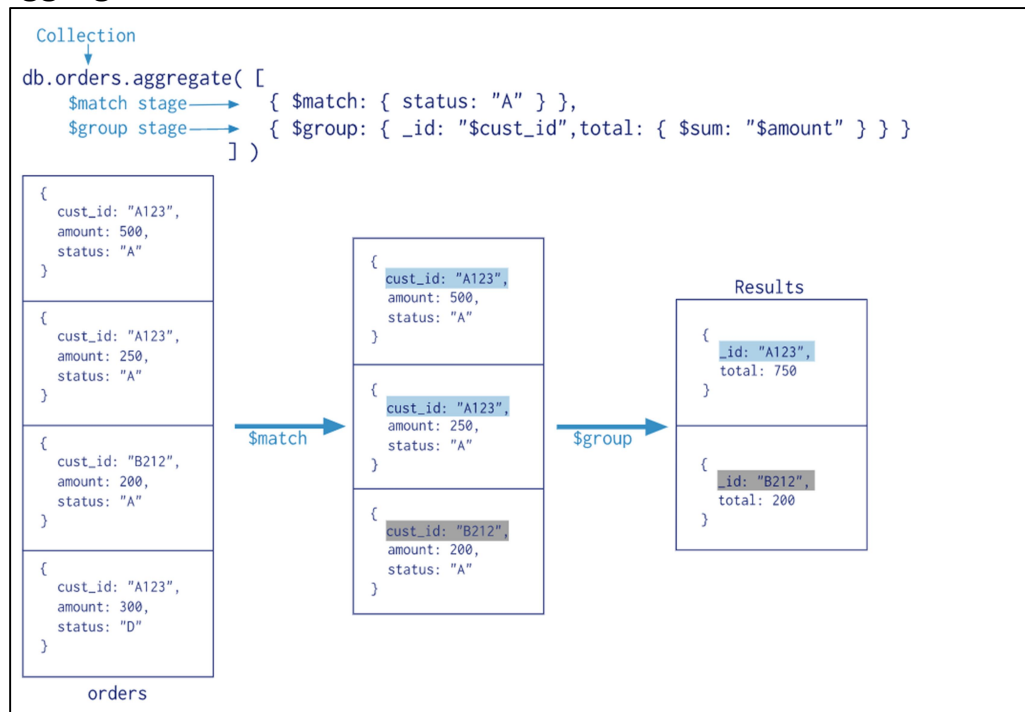 Collection
db.orders.aggregate( [
$match stage { $match: { status: "A" } },
$group stage { $group: { _id: "$cust_id",total: { $sum: "$amount" } } }
] )
{
cust_id: "A123",
amount: 500,
status: "A"
}
{
cust_id: "A123",
amount: 250,
status: "A"
}
{
cust_id: "B212",
amount: 200,
status: "A"
}
{
cust_id: "A123",
amount: 300,
status: "D"
}
orders
$match
{
cust_id: "A123",
amount: 500,
status: "A"
}
{
cust_id: "A123",
amount: 250,
status: "A"
}
{
cust_id: "B212",
amount: 200,
status: "A"
}
$group
Results
{
_id: "A123",
total: 750
}
{
_id: "B212",
total: 200
}